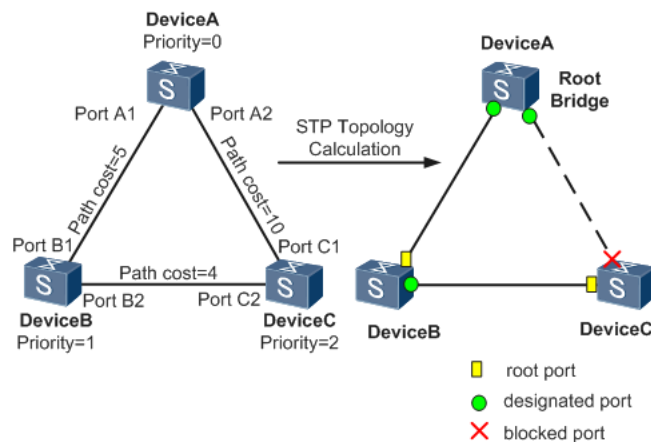 DeviceA
Priority=0
Port A1
Port A2
Path cost=5
Path cost=10
Port B1
Port C1
Path cost=4
Port B2
Port C2
S
S
S
DeviceB
Priority=1
DeviceC
Priority=2
STP Topology
Calculation
DeviceA
Root
Bridge
S
S
S
DeviceB
DeviceC
root port
designated port
blocked port